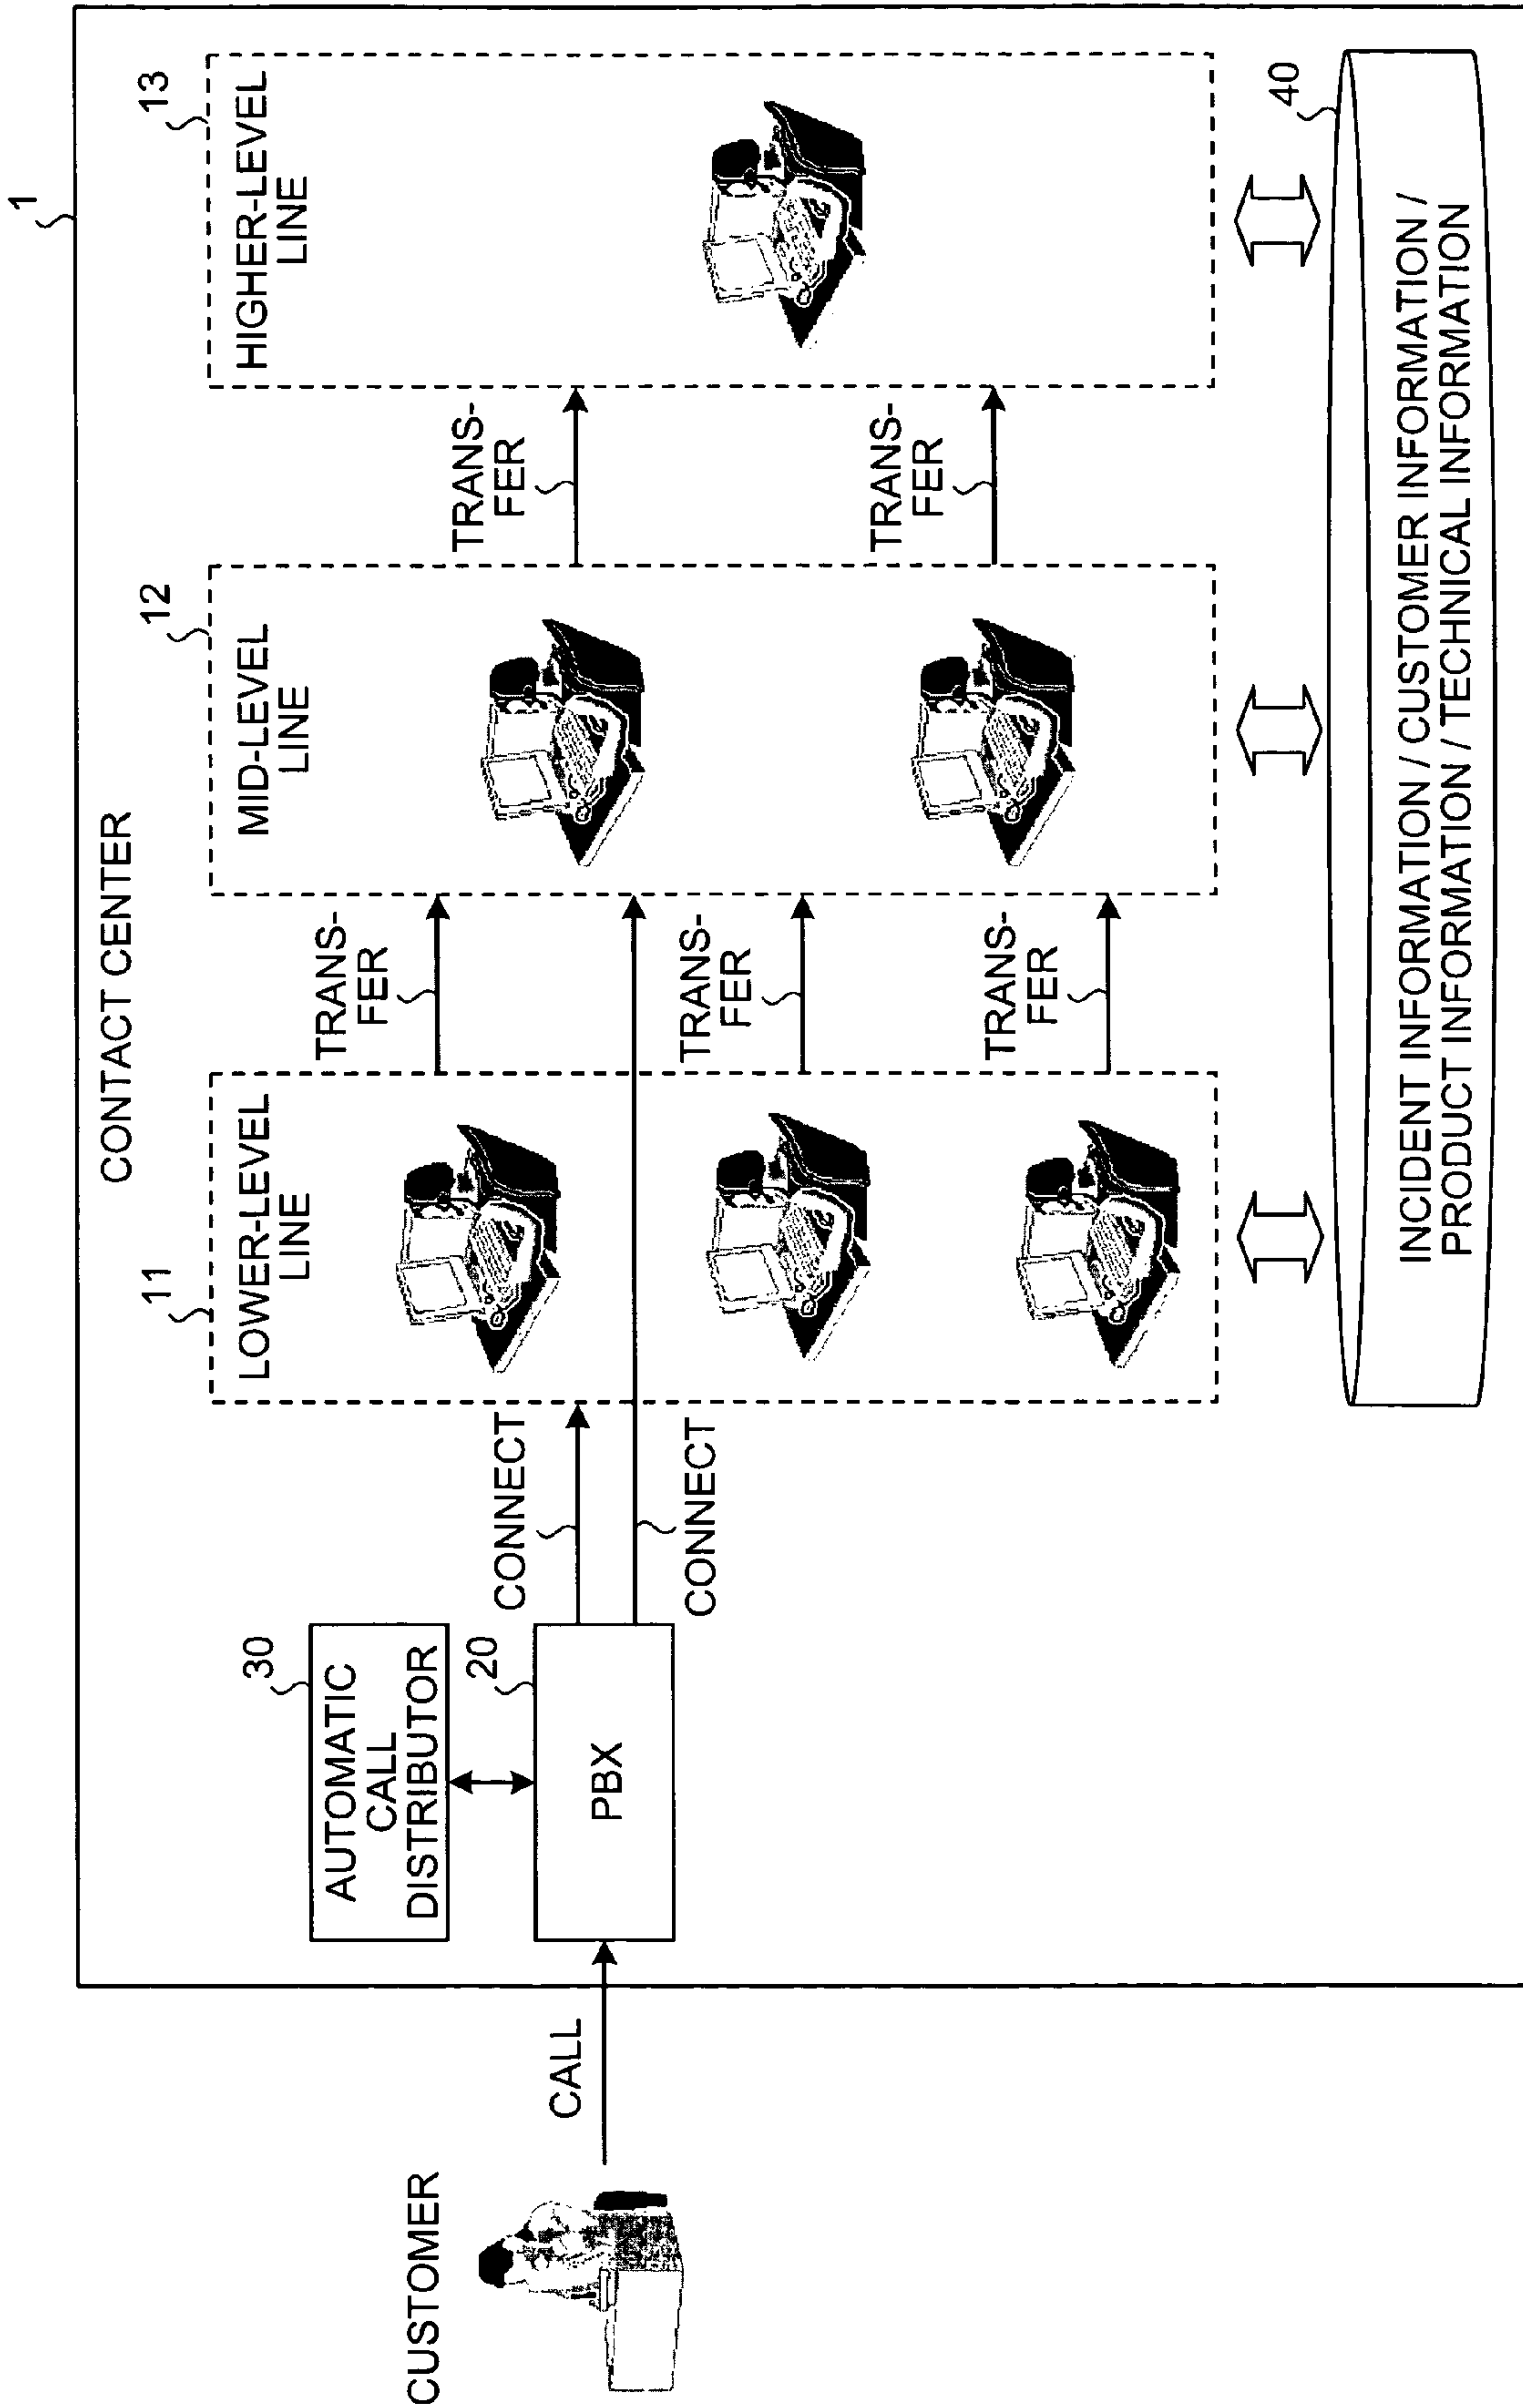 1
CONTACT CENTER
CUSTOMER
CALL
30
AUTOMATIC
CALL
DISTRIBUTOR
20
PBX
CONNECT
CONNECT
11
LOWER-LEVEL
LINE
TRANS-
FER
TRANS-
FER
TRANS-
FER
12
MID-LEVEL
LINE
TRANS-
FER
TRANS-
FER
13
HIGHER-LEVEL
LINE
40
INCIDENT INFORMATION / CUSTOMER INFORMATION /
PRODUCT INFORMATION / TECHNICAL INFORMATION